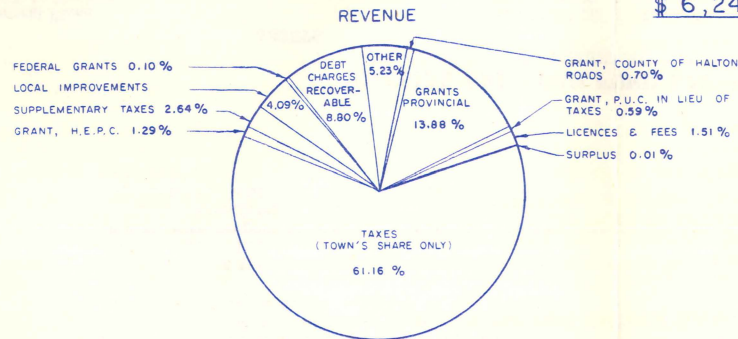 REVENUE
$ 6,24
FEDERAL GRANTS 0.10 %
LOCAL IMPROVEMENTS
4.09%
SUPPLEMENTARY TAXES 2.64 %
GRANT, H.E.P.C. 1.29 %
DEBT
CHARGES
RECOVER-
ABLE
8.80 %
OTHER
5.23%
GRANTS
PROVINCIAL
13.88 %
GRANT, COUNTY OF HALTON
ROADS 0.70%
GRANT, P.U.C. IN LIEU OF
TAXES 0.59%
LICENCES & FEES 1.51 %
SURPLUS 0.01 %
TAXES
(TOWN'S SHARE ONLY)
61.16 %